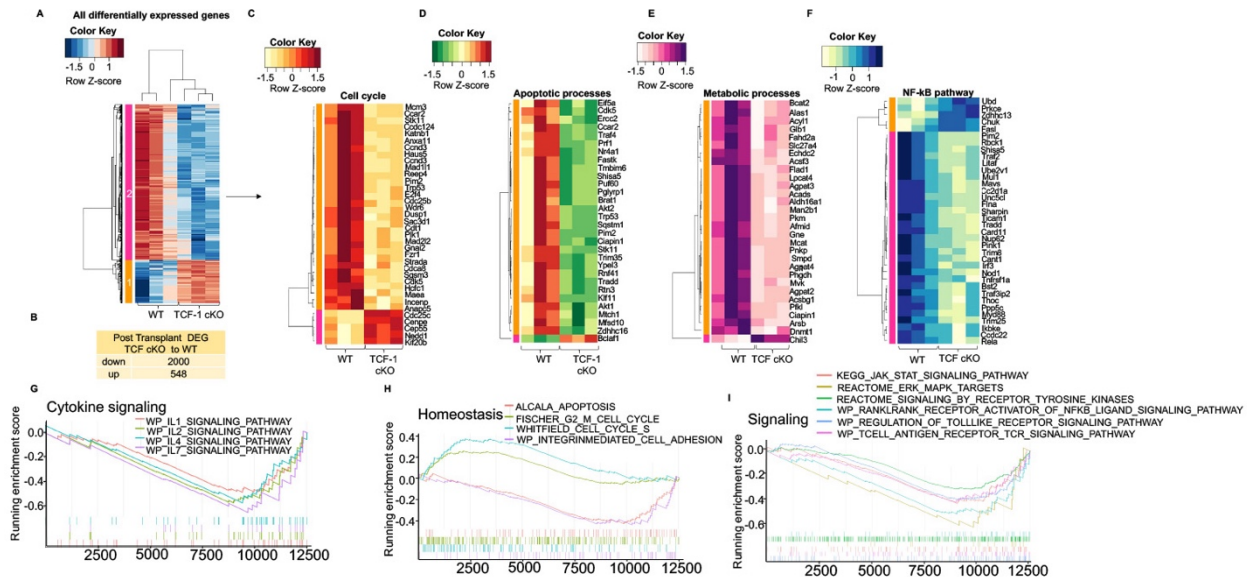 A
All differentially expressed genes
Color Key
-1.5 0 1
Row Z-score
2
1
WT TCF-1 cKO
B
Post Transplant DEG
TCF cKO to WT
down 2000
up 548
C
Color Key
-1.5 0 1.5
Row Z-score
Cell cycle
Mcm3
Ccar2
Stk11
Ccdc124
Katnb1
Anxa11
Ccnd3
Haus5
Ccnd3
Mad1l1
Reep4
Pim2
Trp53
E2f4
Cdc25b
Wdr6
Dusp1
Sac3d1
Cdt1
Plk1
Mad2l2
Gnai2
Fzr1
Strada
Cdca8
Sgsm3
Cdk5
Hcfc1
Maea
Incenp
Anapc5
Cdc25c
Cenpe
Cep55
Nedd1
Kif20b
WT TCF-1
cKO
D
Color Key
-1.5 0 1.5
Row Z-score
Apoptotic processes
Eif5a
Cdk5
Ercc2
Ccar2
Traf4
Prf1
Nr4a1
Fastk
Tmbim6
Shisa5
Puf60
Pglyrp1
Brat1
Akt2
Trp53
Sqstm1
Pim2
Ciapin1
Stk11
Trim35
Ypel3
Rnf41
Tradd
Rtn3
Klf11
Akt1
Mtch1
Mfsd10
Zdhhc16
Bclaf1
WT TCF-1
cKO
E
Color Key
-1.5 0 1.5
Row Z-score
Metabolic processes
Bcat2
Alas1
Acyl1
Glb1
Fahd2a
Slc27a4
Echdc2
Acsf3
Flad1
Lpcat4
Agpat3
Acads
Aldh16a1
Man2b1
Pkm
Afmid
Gne
Mcat
Pnkp
Smpd
Agpat4
Phgdh
Mvk
Agpat2
Acsbg1
Pfkl
Ciapin1
Arsb
Dnmt1
Chil3
WT TCF cKO
F
Color Key
-1.5 0 1
Row Z-score
NF-kB pathway
Ubd
Prkce
Zdhhc13
Chuk
Fasl
Pim2
Rbck1
Shisa5
Traf2
Litaf
Ube2v1
Mul1
Mavs
Cc2d1a
Unc5cl
Flna
Sharpin
Ticam1
Tradd
Card11
Nup62
Trim8
Cant1
Irf3
Nod1
Tnfrsf1a
Bst2
Traf3ip2
Thoc
Ppp5c
Myd88
Trim25
Ikbke
Ccdc22
Rela
WT TCF cKO
G
Cytokine signaling
WP_IL1_SIGNALING_PATHWAY
WP_IL2_SIGNALING_PATHWAY
WP_IL4_SIGNALING_PATHWAY
WP_IL7_SIGNALING_PATHWAY
Running enrichment score
0.0
-0.2
-0.4
-0.6
2500 5000 7500 10000 12500
H
Homeostasis
ALCALA_APOPTOSIS
FISCHER_G2_M_CELL_CYCLE
WHITFIELD_CELL_CYCLE_S
WP_INTEGRINMEDIATED_CELL_ADHESION
Running enrichment score
0.4
0.2
0.0
-0.2
-0.4
2500 5000 7500 10000 12500
I
Signaling
KEGG_JAK_STAT_SIGNALING_PATHWAY
REACTOME_ERK_MAPK_TARGETS
REACTOME_SIGNALING_BY_RECEPTOR_TYROSINE_KINASES
WP_RANKLRANK_RECEPTOR_ACTIVATOR_OF_NFKB_LIGAND_SIGNALING_PATHWAY
WP_REGULATION_OF_TOLLLIKE_RECEPTOR_SIGNALING_PATHWAY
WP_TCELL_ANTIGEN_RECEPTOR_TCR_SIGNALING_PATHWAY
Running enrichment score
0.0
-0.2
-0.4
-0.6
2500 5000 7500 10000 12500